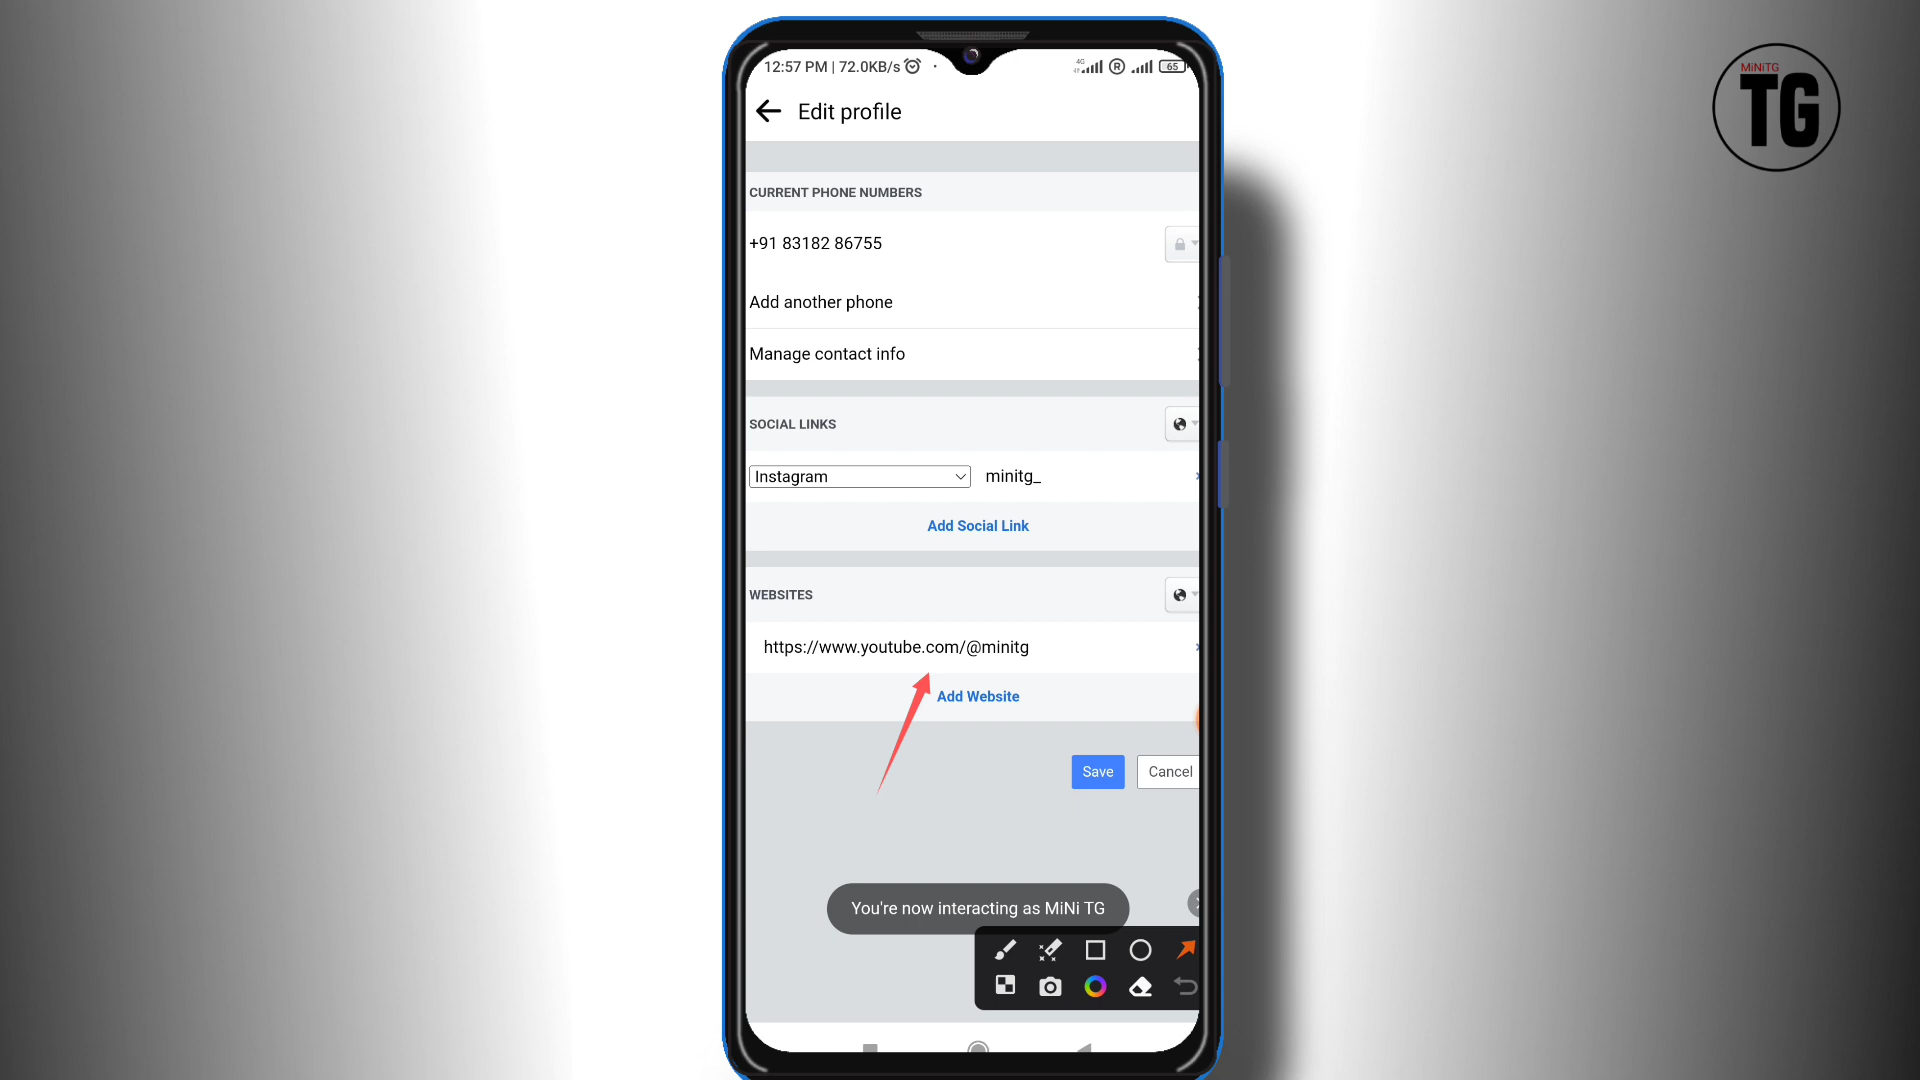 MiNiTG
TG
12:57 PM | 72.0KB/s
4G
R
65
Edit profile
CURRENT PHONE NUMBERS
+91 83182 86755
Add another phone
Manage contact info
SOCIAL LINKS
Instagram
minitg_
Add Social Link
WEBSITES
https://www.youtube.com/@minitg
Add Website
Save
Cancel
You're now interacting as MiNi TG